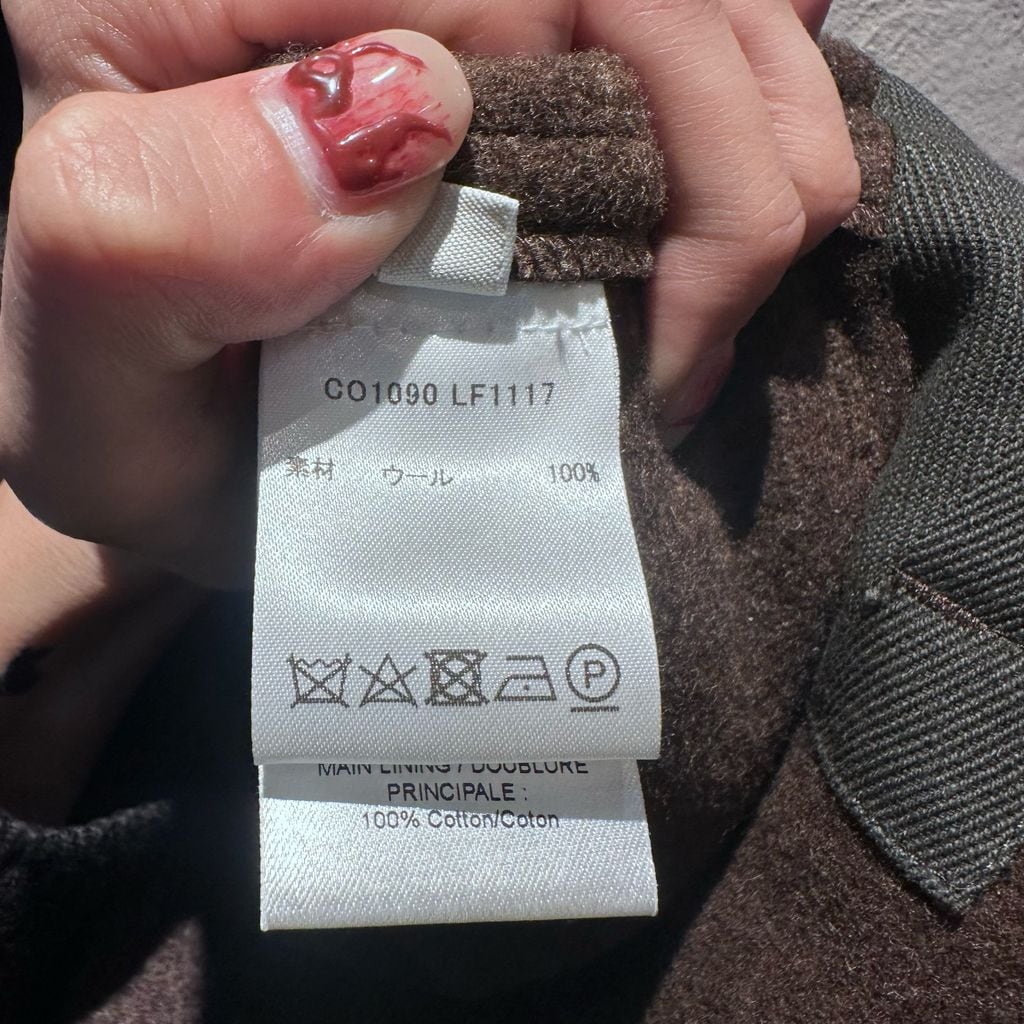 CO1090 LF1117
素材 ウール 100%
P
MAIN LINING / DOUBLURE
PRINCIPALE :
100% Cotton/Coton